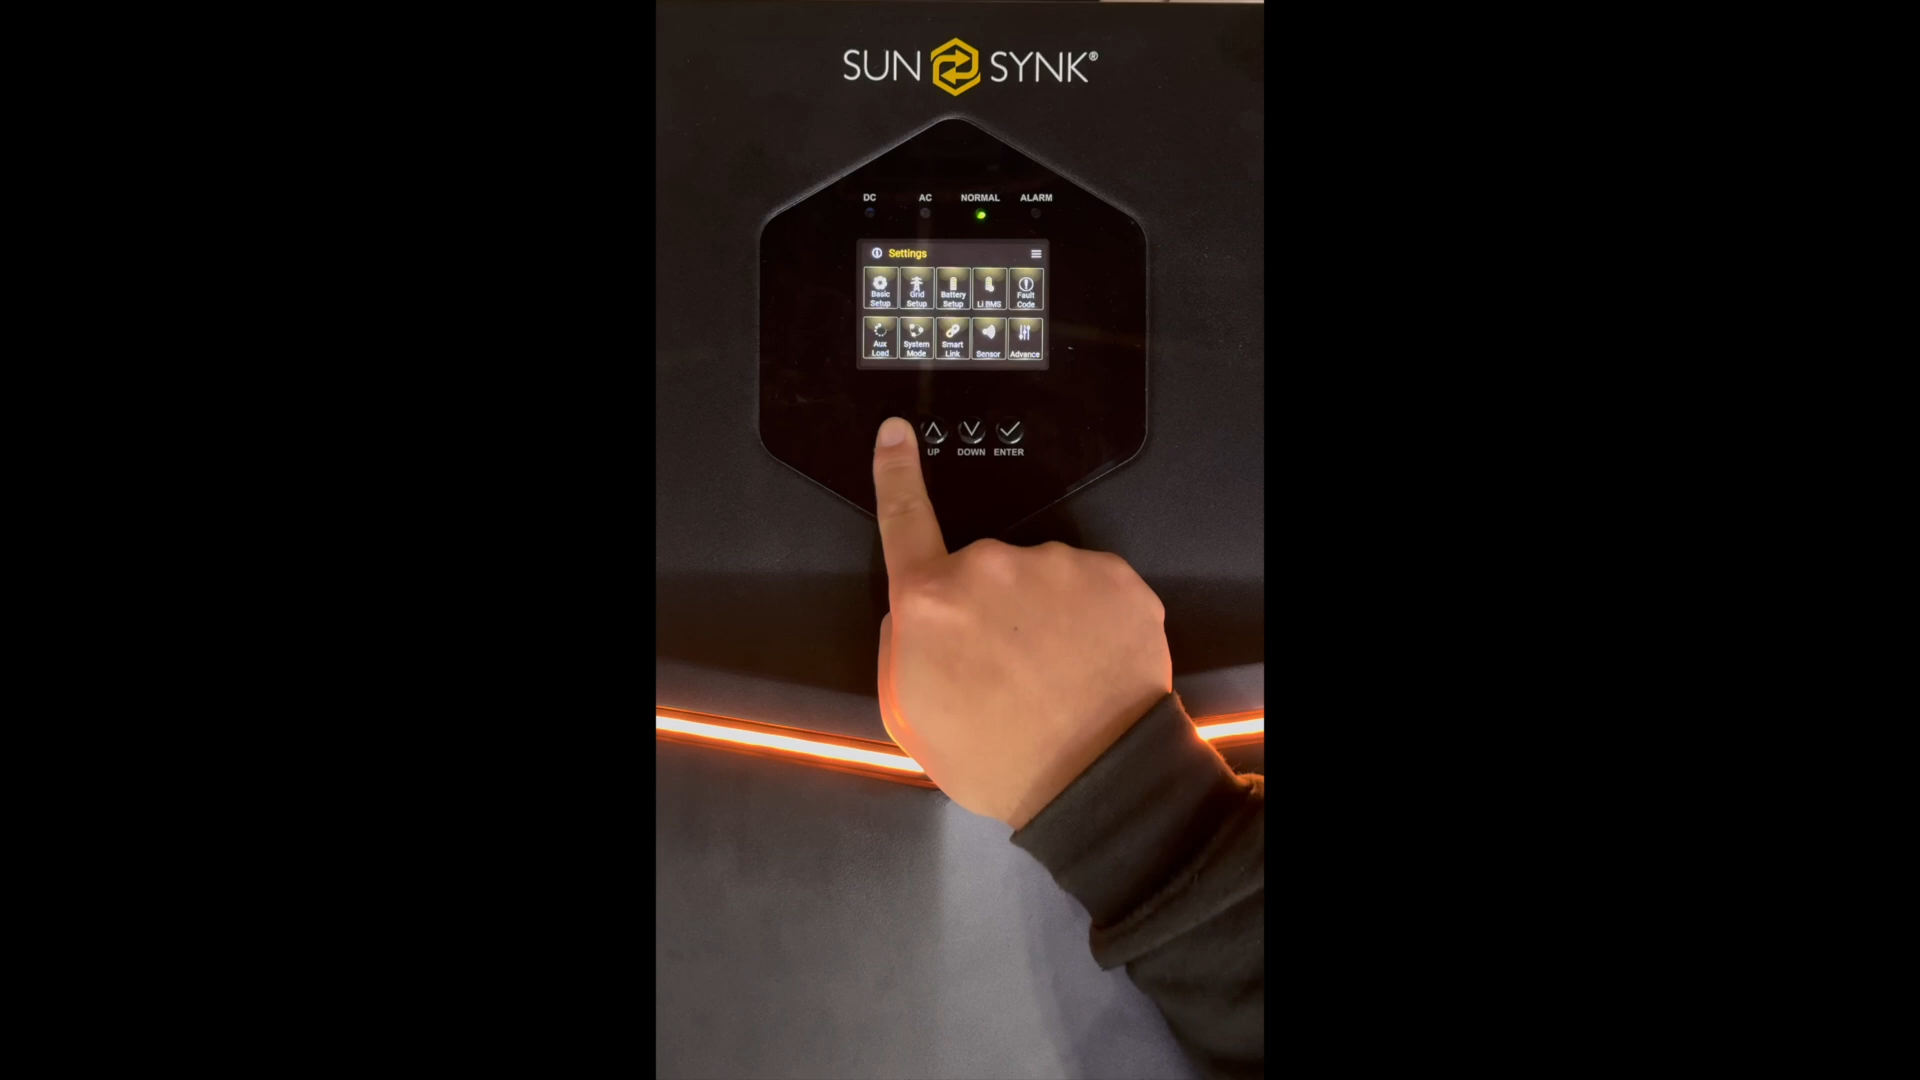 SUN SYNK®
DC AC NORMAL ALARM
Settings
Basic Setup
Grid Setup
Battery Setup
Li BMS
Fault Code
Aux Load
System Mode
Smart Link
Sensor
Advance
UP DOWN ENTER